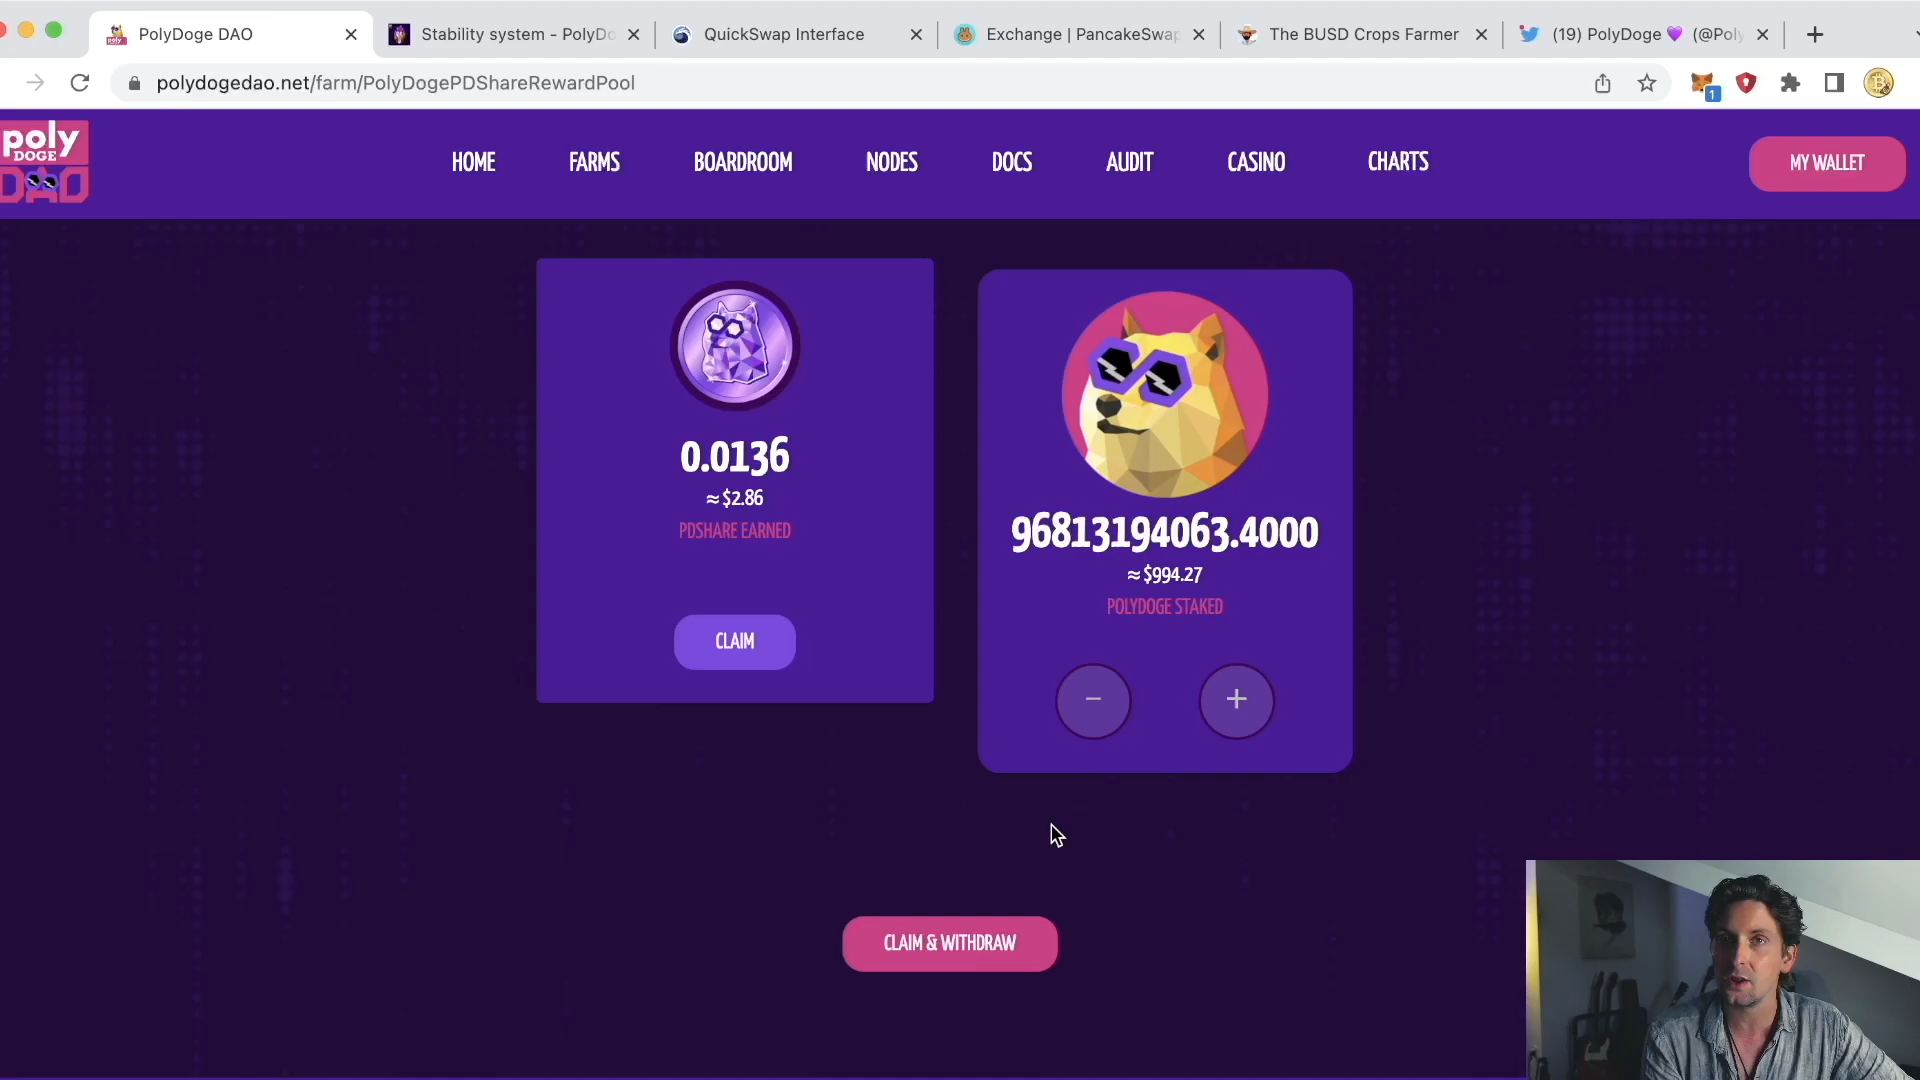 PolyDoge DAO
Stability system - PolyDo
QuickSwap Interface
Exchange | PancakeSwap
The BUSD Crops Farmer
(19) PolyDoge 💜 (@Poly
polydogedao.net/farm/PolyDogePDShareRewardPool
1
poly
DOGE
DAO
HOME
FARMS
BOARDROOM
NODES
DOCS
AUDIT
CASINO
CHARTS
MY WALLET
0.0136
≈ $2.86
PDSHARE EARNED
CLAIM
96813194063.4000
≈ $994.27
POLYDOGE STAKED
−
+
CLAIM & WITHDRAW